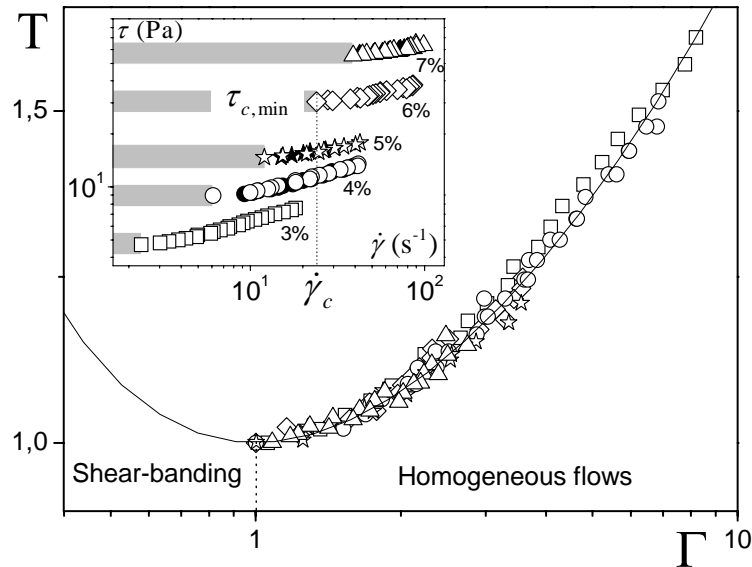 T
τ (Pa)
7%
τc,min
6%
1,5
5%
10¹
4%
3%
γ̇ (s⁻¹)
10¹
γ̇c
10²
1,0
Shear-banding
Homogeneous flows
1
10
Γ